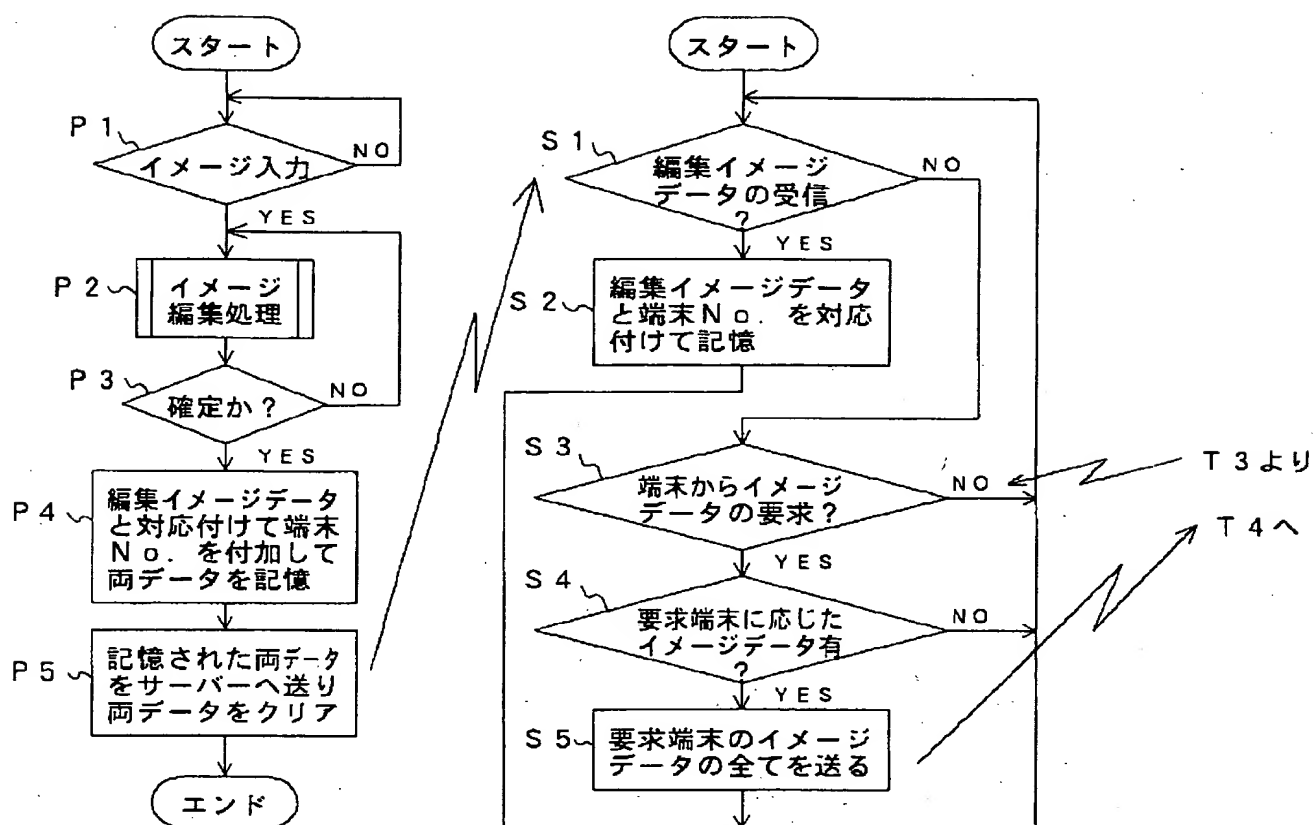 スタート
P1
イメージ入力
NO
YES
P2
イメージ
編集処理
P3
確定か?
NO
YES
P4
編集イメージデータ
と対応付けて端末
No. を付加して
両データを記憶
P5
記憶された両データ
をサーバーへ送り
両データをクリア
エンド
スタート
S1
編集イメージ
データの受信
?
NO
YES
S2
編集イメージデータ
と端末No. を対応
付けて記憶
S3
端末からイメージ
データの要求?
NO
YES
T3より
T4へ
S4
要求端末に応じた
イメージデータ有
?
NO
YES
S5
要求端末のイメージ
データの全てを送る